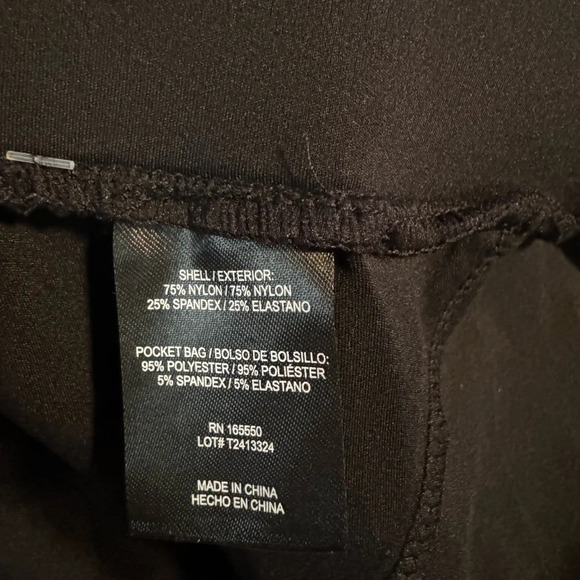 SHELL / EXTERIOR:
75% NYLON / 75% NYLON
25% SPANDEX / 25% ELASTANO
POCKET BAG / BOLSO DE BOLSILLO:
95% POLYESTER / 95% POLIÉSTER
5% SPANDEX / 5% ELASTANO
RN 165550
LOT# T2413324
MADE IN CHINA
HECHO EN CHINA